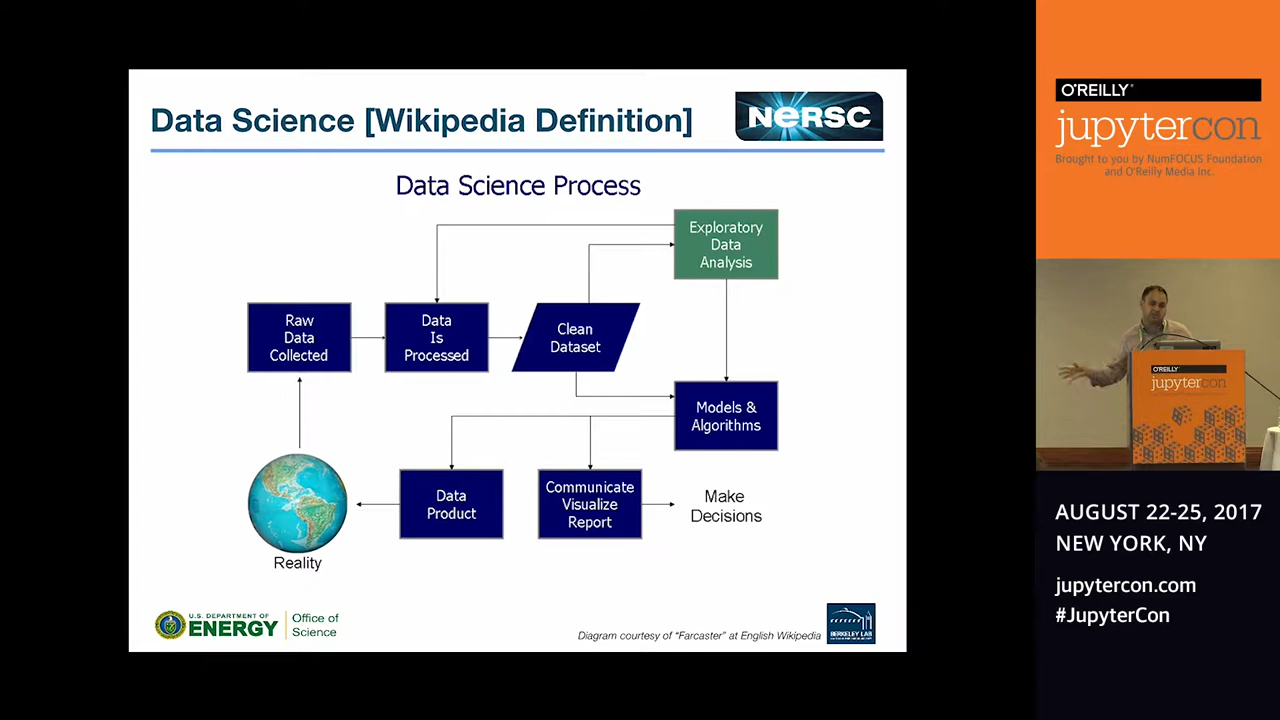 Data Science [Wikipedia Definition]
NERSC
Data Science Process
Exploratory
Data
Analysis
Raw
Data
Collected
Data
Is
Processed
Clean
Dataset
Models &
Algorithms
Data
Product
Communicate
Visualize
Report
Make
Decisions
Reality
U.S. DEPARTMENT OF
ENERGY
Office of
Science
Diagram courtesy of "Farcaster" at English Wikipedia
BERKELEY LAB
O'REILLY®
jupytercon
Brought to you by NumFOCUS Foundation
and O'Reilly Media Inc.
O'REILLY®
jupytercon
AUGUST 22-25, 2017
NEW YORK, NY
jupytercon.com
#JupyterCon